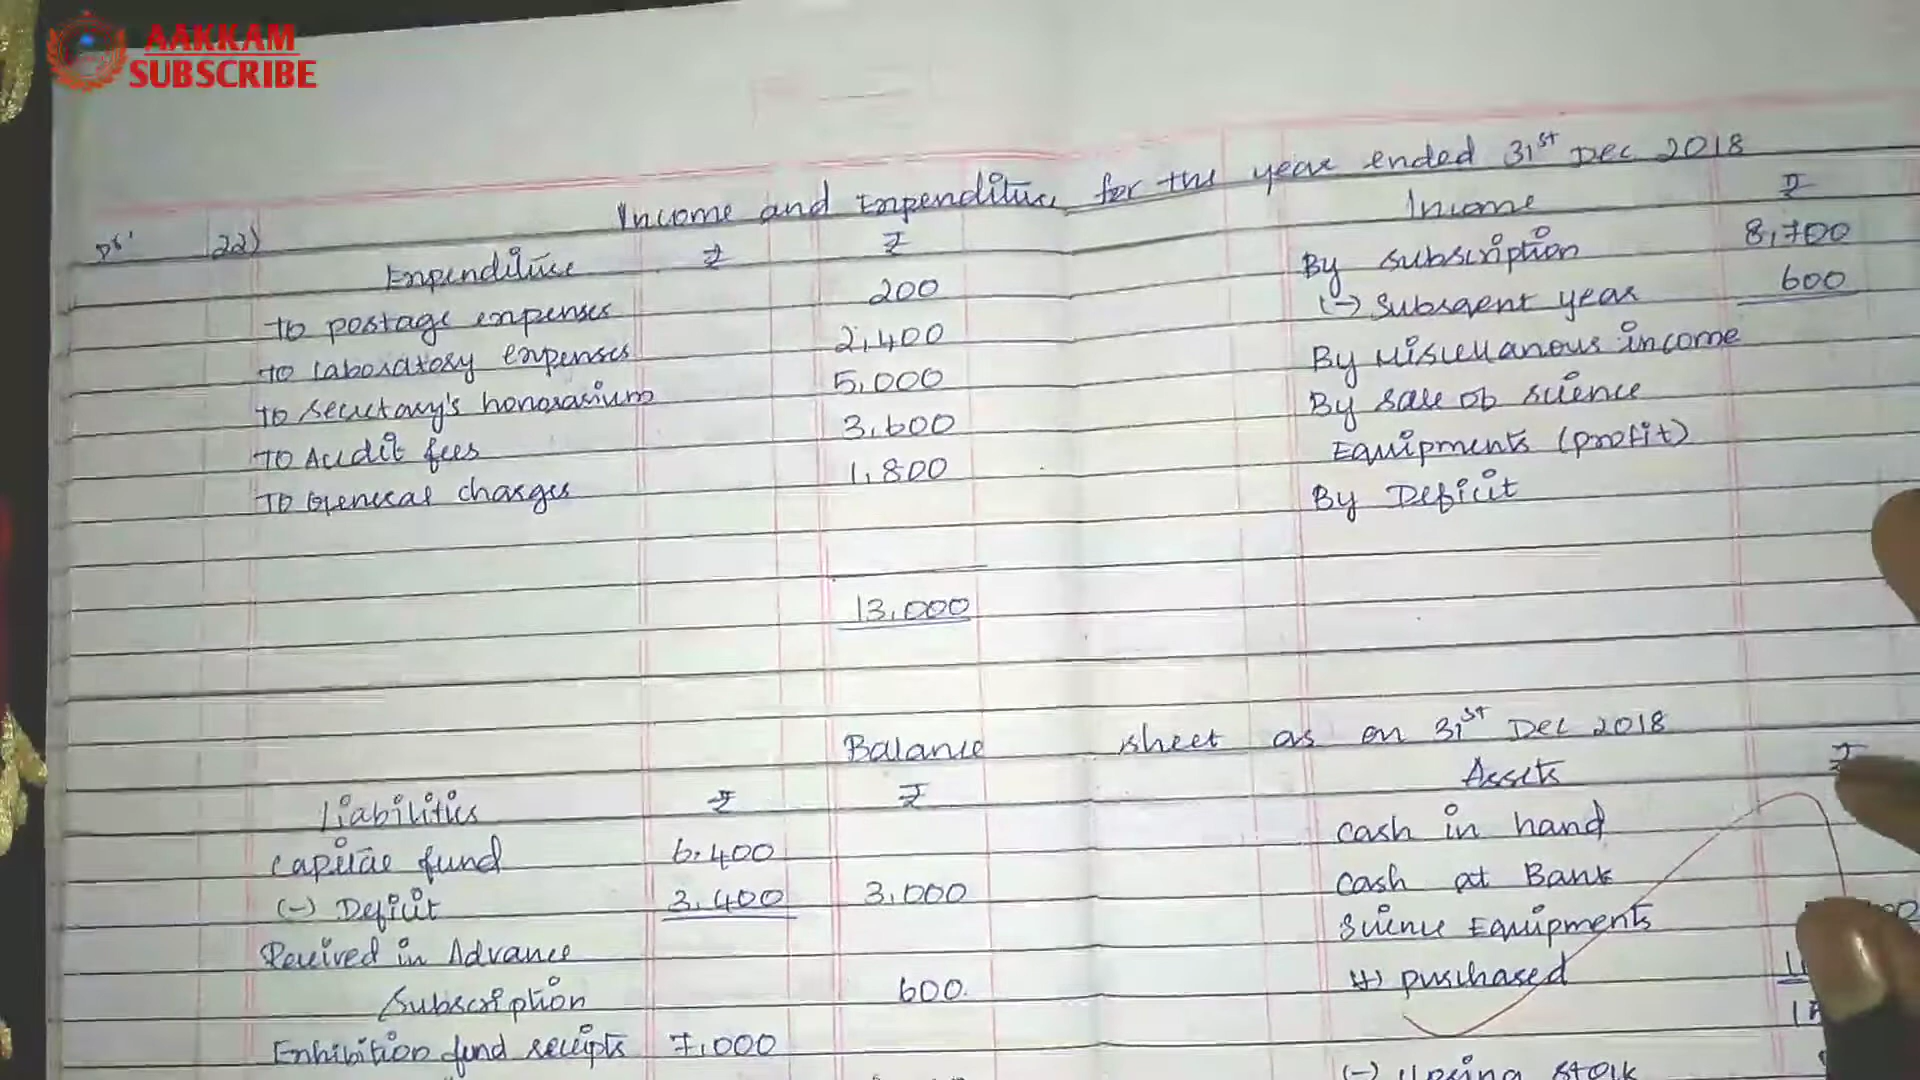 AAKKAM
SUBSCRIBE
Income and Expenditure for the year ended 31st Dec 2018
22)
Expenditure ₹ ₹ Income ₹
To postage expenses 200 By subscription 8,700
To laboratory expenses 2,400 (-) Subsqent year 600
To secretary's honorarium 5,000 By Miscellanous income
To Audit fees 3,600 By sale of science
To General charges 1,800 Equipments (profit)
By Deficit
13,000
Balance sheet as on 31st Dec 2018
Liabilities ₹ ₹ Assets ₹
Capital fund 6,400 Cash in hand
(-) Deficit 3,400 3,000 Cash at Bank
Received in Advance Science Equipments
Subscription 600 (+) purchased
Exhibition fund receipts 7,000
(-) closing stock